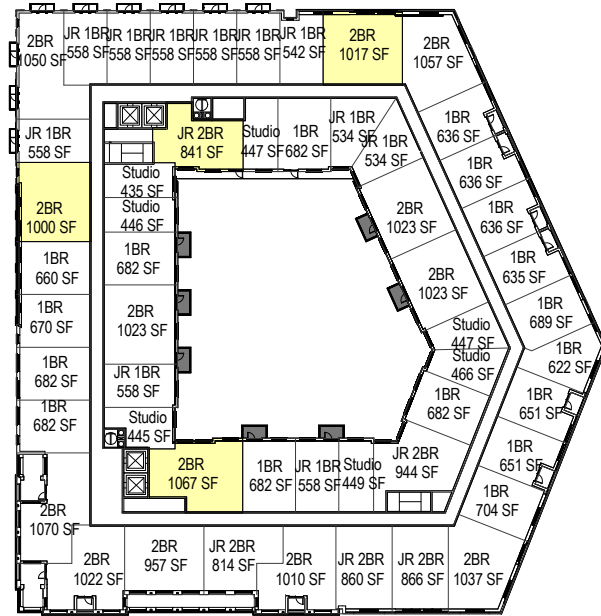 2BR
1050 SF
JR 1BR
558 SF
JR 1BR
558 SF
JR 1BR
558 SF
JR 1BR
558 SF
JR 1BR
558 SF
JR 1BR
542 SF
2BR
1017 SF
2BR
1057 SF
JR 1BR
558 SF
JR 2BR
841 SF
Studio
447 SF
1BR
682 SF
JR 1BR
534 SF
JR 1BR
534 SF
1BR
636 SF
1BR
636 SF
1BR
636 SF
1BR
635 SF
1BR
689 SF
1BR
622 SF
1BR
651 SF
1BR
651 SF
1BR
704 SF
Studio
435 SF
Studio
446 SF
2BR
1000 SF
1BR
682 SF
2BR
1023 SF
2BR
1023 SF
1BR
660 SF
1BR
670 SF
2BR
1023 SF
Studio
447 SF
Studio
466 SF
1BR
682 SF
1BR
682 SF
JR 1BR
558 SF
1BR
682 SF
Studio
445 SF
2BR
1067 SF
1BR
682 SF
JR 1BR
558 SF
Studio
449 SF
JR 2BR
944 SF
2BR
1070 SF
2BR
1022 SF
2BR
957 SF
JR 2BR
814 SF
2BR
1010 SF
JR 2BR
860 SF
JR 2BR
866 SF
2BR
1037 SF